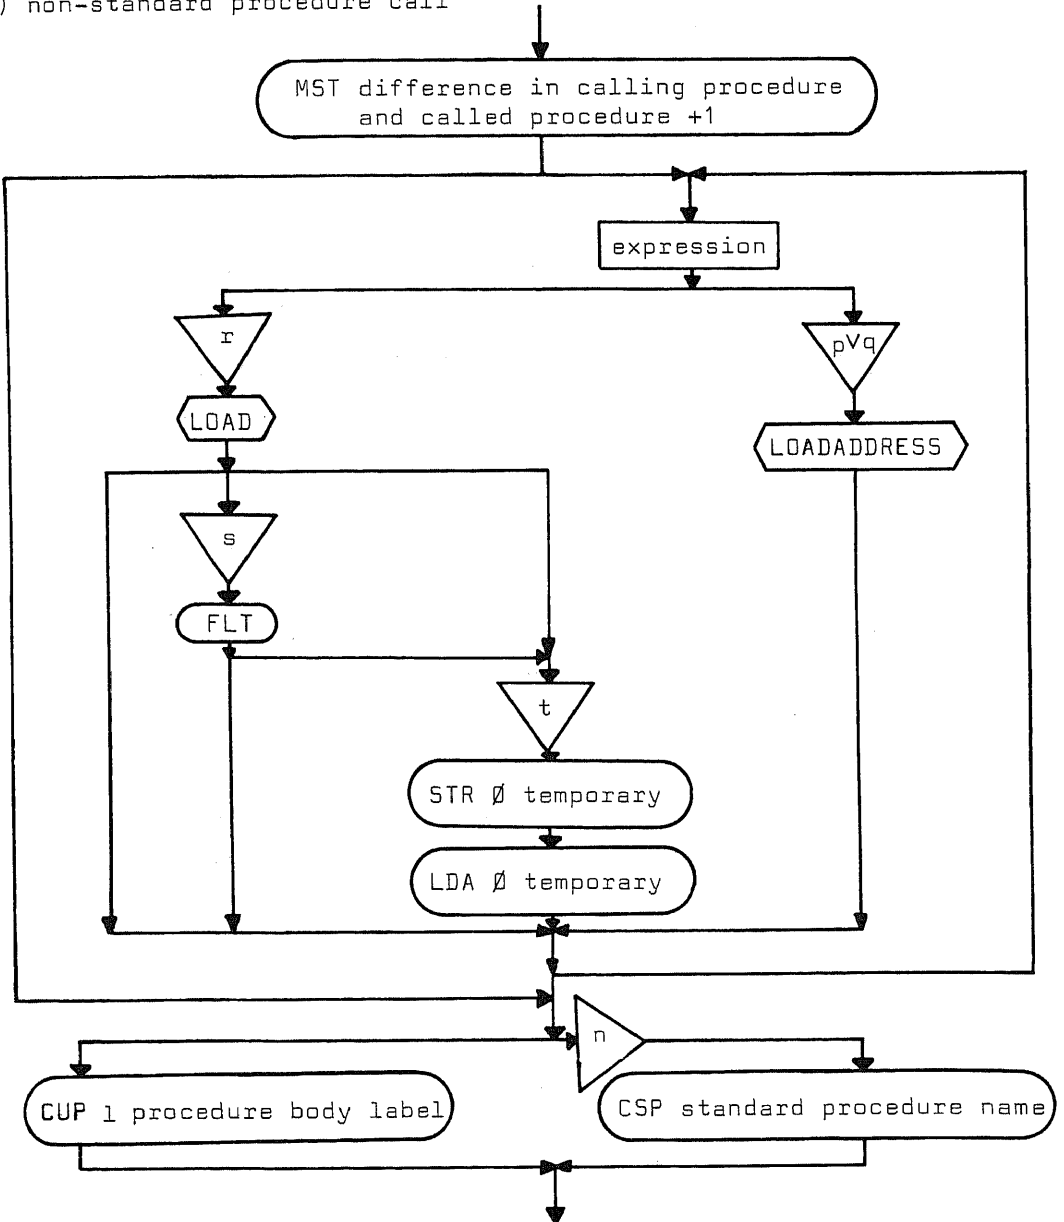 ) non-standard procedure call
MST difference in calling procedure
and called procedure +1
expression
r
p∨q
LOAD
LOADADDRESS
s
FLT
t
STR Ø temporary
LDA Ø temporary
n
CUP 1 procedure body label
CSP standard procedure name